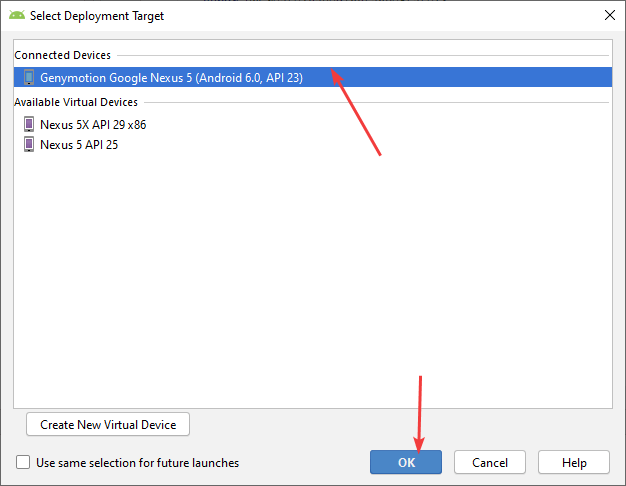 Select Deployment Target
Connected Devices
Genymotion Google Nexus 5 (Android 6.0, API 23)
Available Virtual Devices
Nexus 5X API 29 x86
Nexus 5 API 25
Create New Virtual Device
Use same selection for future launches
OK
Cancel
Help